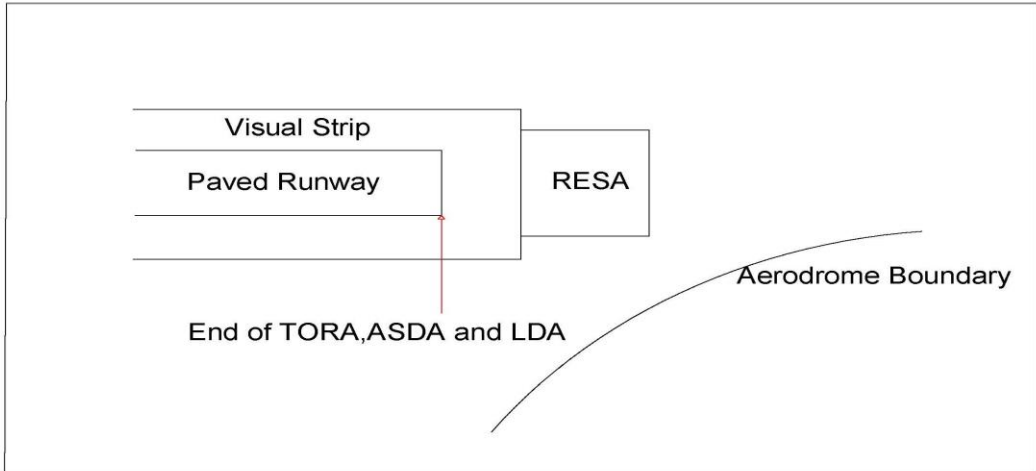 Visual Strip
Paved Runway
RESA
Aerodrome Boundary
End of TORA,ASDA and LDA